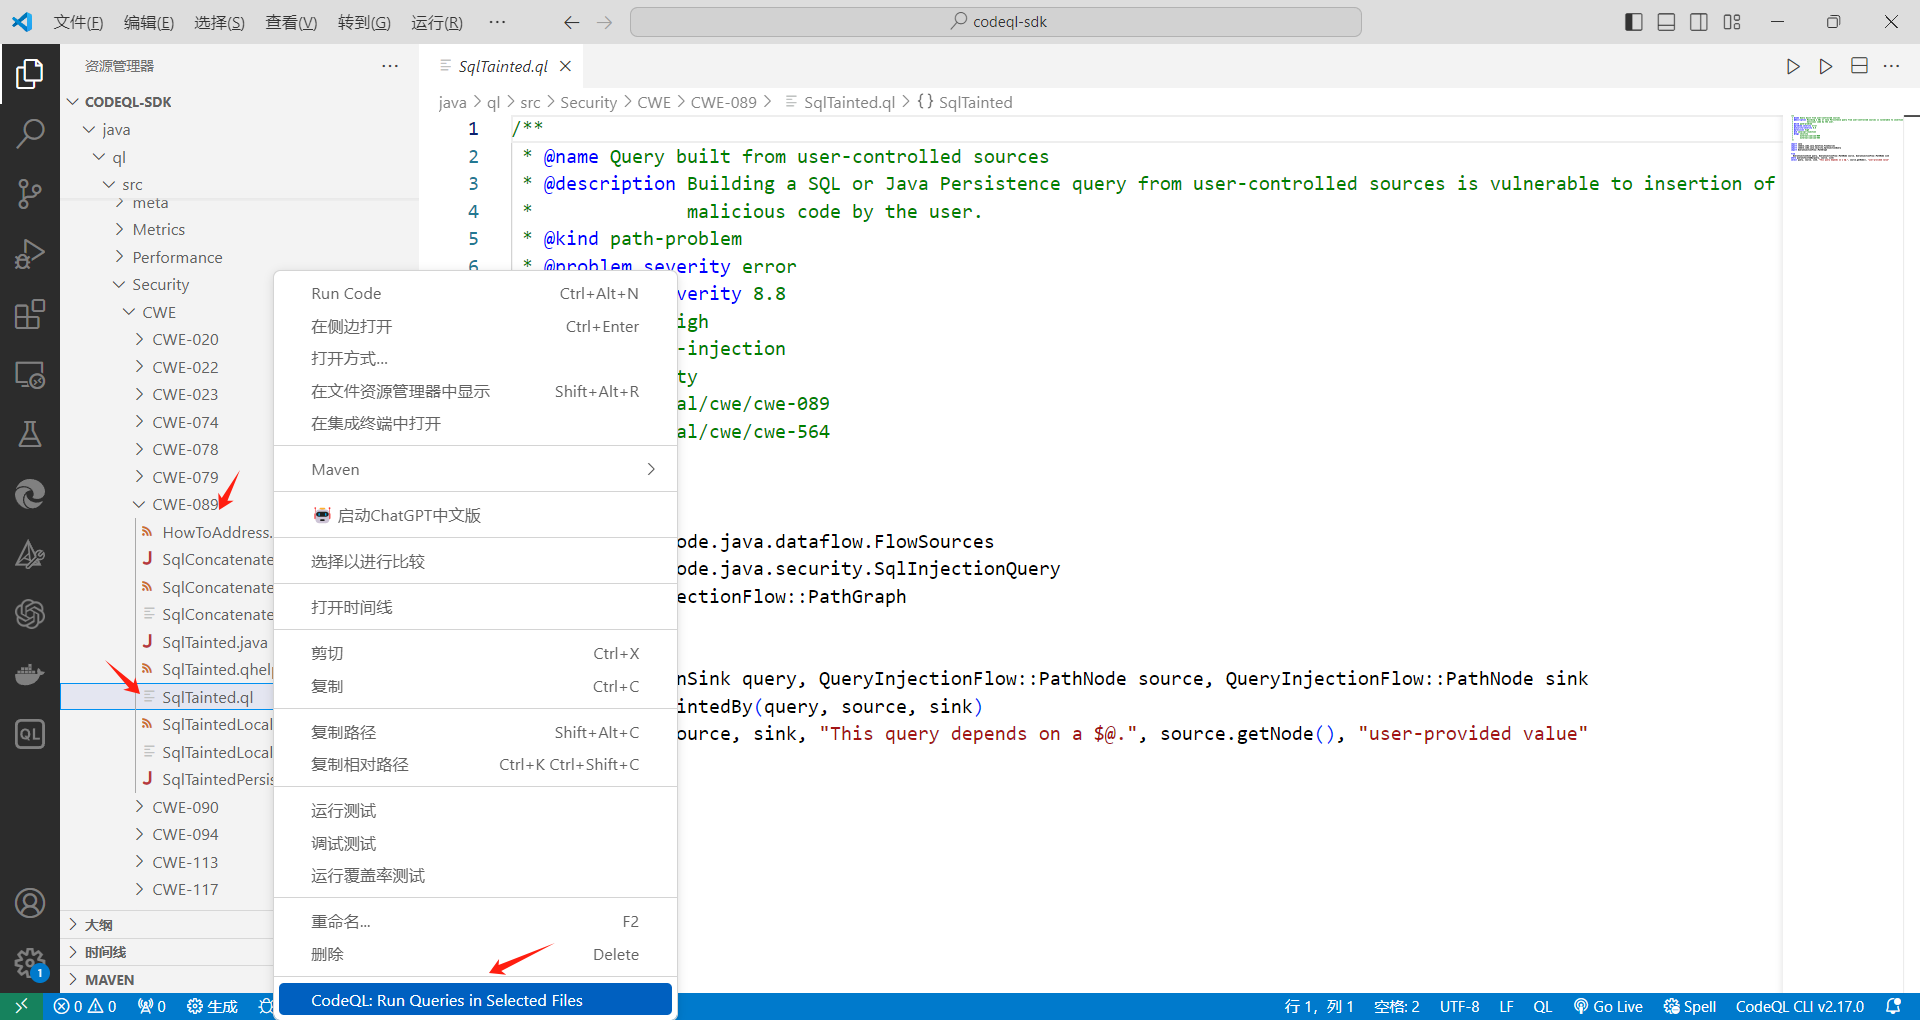 文件(F) 编辑(E) 选择(S) 查看(V) 转到(G) 运行(R) ··· codeql-sdk
资源管理器 ···
CODEQL-SDK
java
ql
src
meta
Metrics
Performance
Security
CWE
CWE-020
CWE-022
CWE-023
CWE-074
CWE-078
CWE-079
CWE-089
HowToAddress.
SqlConcatenate
SqlConcatenate
SqlConcatenate
SqlTainted.java
SqlTainted.qhelp
SqlTainted.ql
SqlTaintedLocal
SqlTaintedLocal
SqlTaintedPersis
CWE-090
CWE-094
CWE-113
CWE-117
大纲
时间线
MAVEN
QL
1
SqlTainted.ql
java > ql > src > Security > CWE > CWE-089 > SqlTainted.ql > {} SqlTainted
1 /**
2 * @name Query built from user-controlled sources
3 * @description Building a SQL or Java Persistence query from user-controlled sources is vulnerable to insertion of
4 * malicious code by the user.
5 * @kind path-problem
6 * @problem.severity error
verity 8.8
igh
-injection
ty
al/cwe/cwe-089
al/cwe/cwe-564
ode.java.dataflow.FlowSources
ode.java.security.SqlInjectionQuery
ectionFlow::PathGraph
nSink query, QueryInjectionFlow::PathNode source, QueryInjectionFlow::PathNode sink
intedBy(query, source, sink)
ource, sink, "This query depends on a $@.", source.getNode(), "user-provided value"
Run Code Ctrl+Alt+N
在侧边打开 Ctrl+Enter
打开方式...
在文件资源管理器中显示 Shift+Alt+R
在集成终端中打开
Maven
启动ChatGPT中文版
选择以进行比较
打开时间线
剪切 Ctrl+X
复制 Ctrl+C
复制路径 Shift+Alt+C
复制相对路径 Ctrl+K Ctrl+Shift+C
运行测试
调试测试
运行覆盖率测试
重命名... F2
删除 Delete
CodeQL: Run Queries in Selected Files
0 0 0 生成 行 1，列 1 空格: 2 UTF-8 LF QL Go Live Spell CodeQL CLI v2.17.0